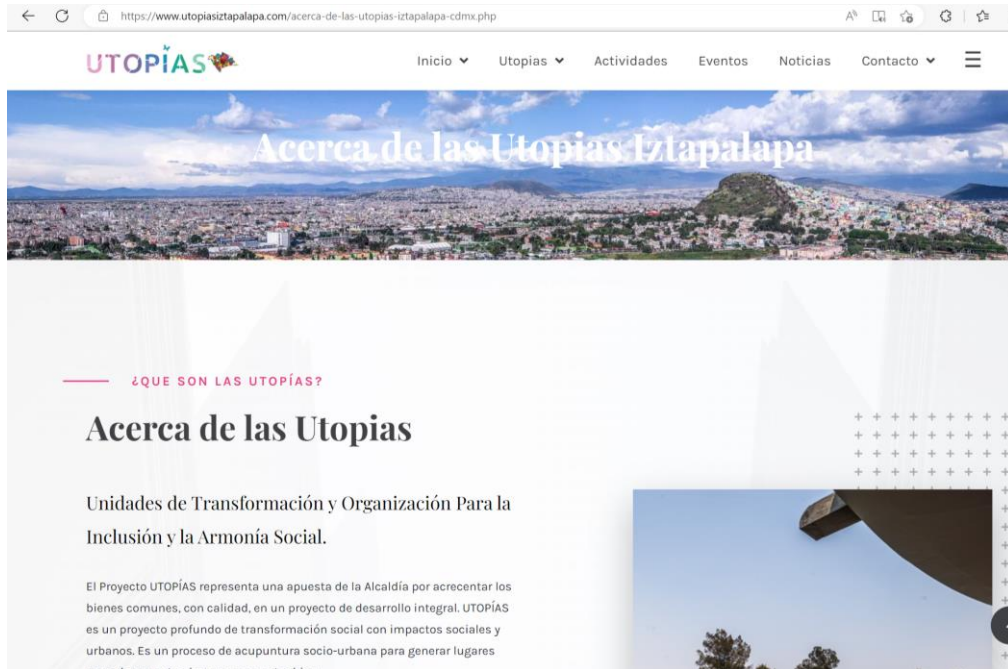 https://www.utopiasiztapalapa.com/acerca-de-las-utopias-iztapalapa-cdmx.php
UTOPÍAS
Inicio Utopias Actividades Eventos Noticias Contacto
Acerca de las Utopias Iztapalapa
¿QUE SON LAS UTOPÍAS?
Acerca de las Utopias
Unidades de Transformación y Organización Para la
Inclusión y la Armonía Social.
El Proyecto UTOPÍAS representa una apuesta de la Alcaldía por acrecentar los
bienes comunes, con calidad, en un proyecto de desarrollo integral. UTOPÍAS
es un proyecto profundo de transformación social con impactos sociales y
urbanos. Es un proceso de acupuntura socio-urbana para generar lugares